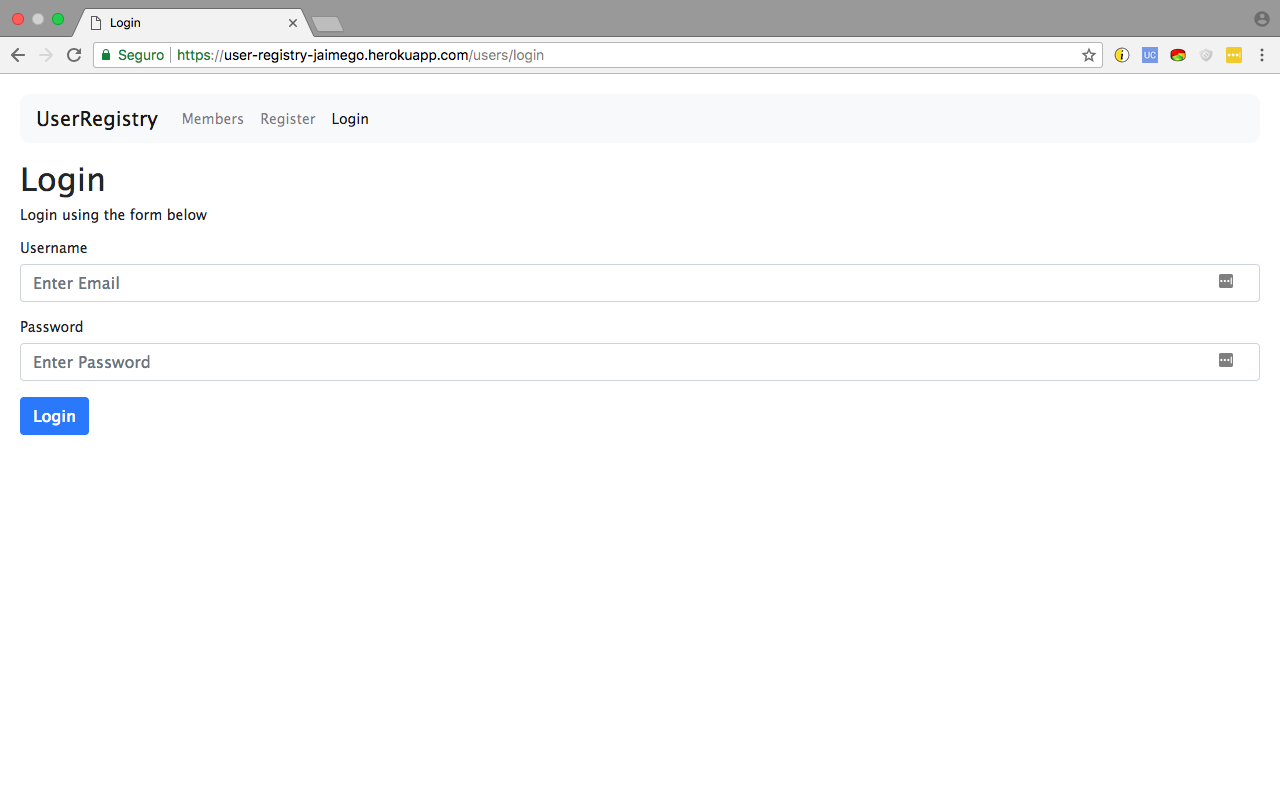 Login
Seguro https://user-registry-jaimego.herokuapp.com/users/login
UC
UserRegistry Members Register Login
Login
Login using the form below
Username
Enter Email
Password
Enter Password
Login